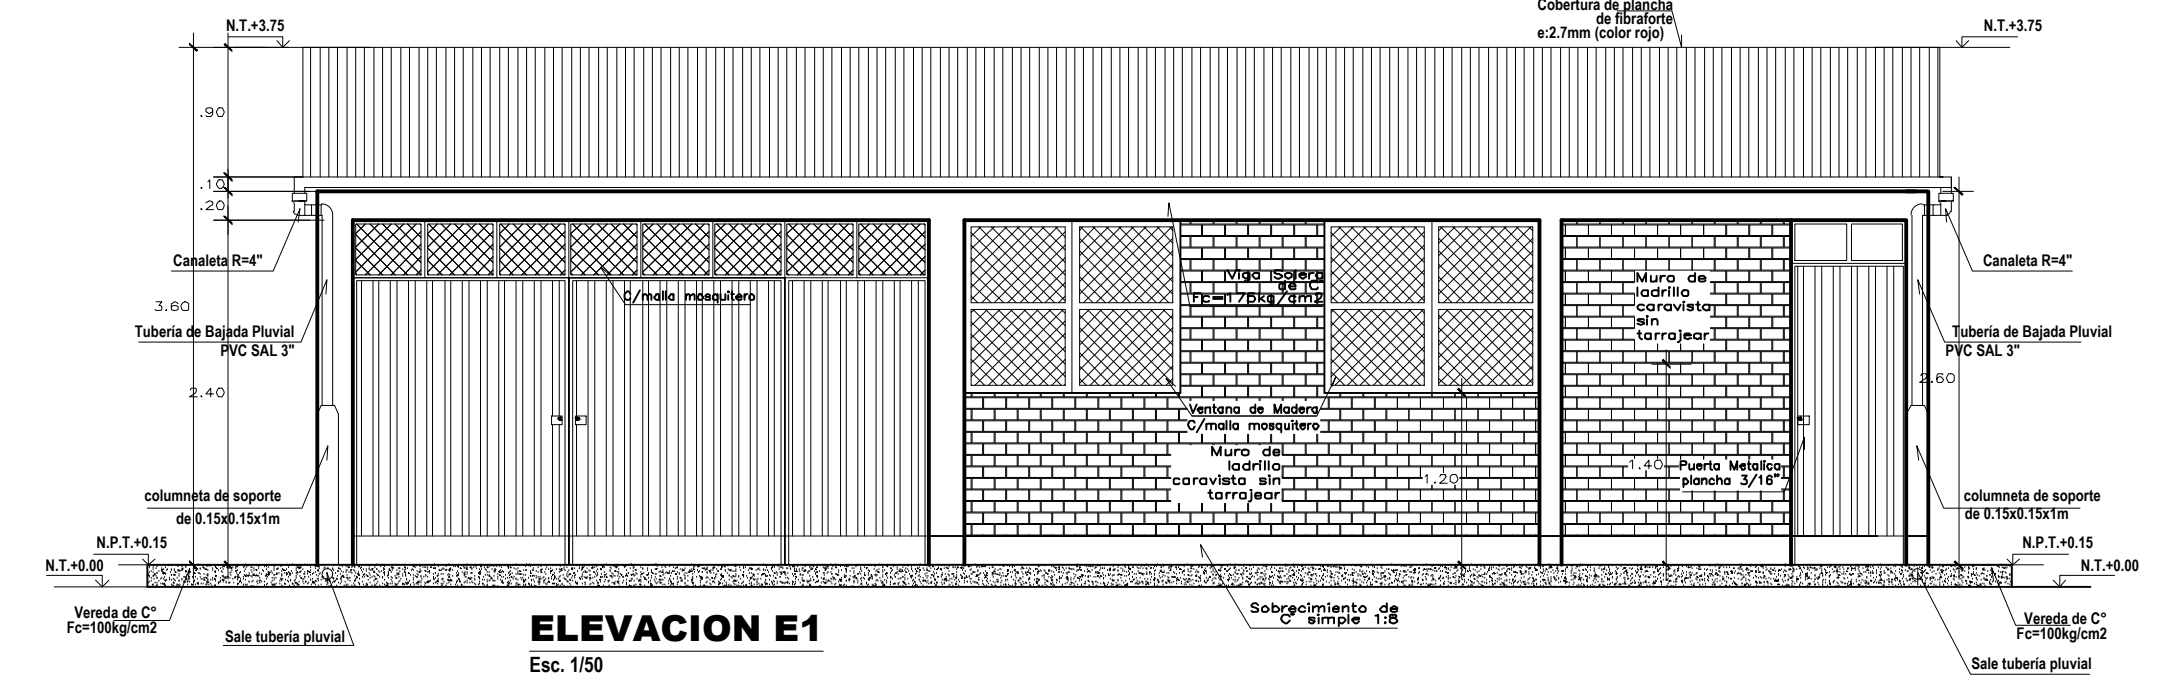 Cobertura de plancha
de fibraforte
e:2.7mm (color rojo)
N.T.+3.75
N.T.+3.75
.90
.10
.20
Canaleta R=4"
Canaleta R=4"
3.60
C/malla mosquitero
Viga Solera
de C°
Fc=175kg/cm2
Muro de
ladrillo
caravista
sin
tarrajear
Tubería de Bajada Pluvial
PVC SAL 3"
Tubería de Bajada Pluvial
PVC SAL 3"
2.40
2.60
Ventana de Madera
C/malla mosquitero
Muro de
ladrillo
caravista sin
tarrajear
1.20
1.40
Puerta Metalica
plancha 3/16"
columneta de soporte
de 0.15x0.15x1m
columneta de soporte
de 0.15x0.15x1m
N.P.T.+0.15
N.T.+0.00
N.P.T.+0.15
N.T.+0.00
Vereda de C°
Fc=100kg/cm2
Sale tubería pluvial
ELEVACION E1
Esc. 1/50
Sobrecimiento de
C° simple 1:8
Vereda de C°
Fc=100kg/cm2
Sale tubería pluvial